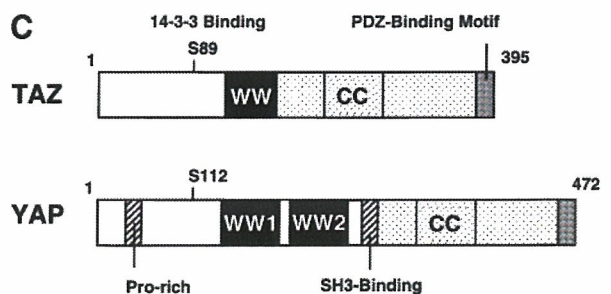 C
14-3-3 Binding
PDZ-Binding Motif
1
S89
395
TAZ
WW
CC
1
S112
472
YAP
WW1
WW2
CC
Pro-rich
SH3-Binding